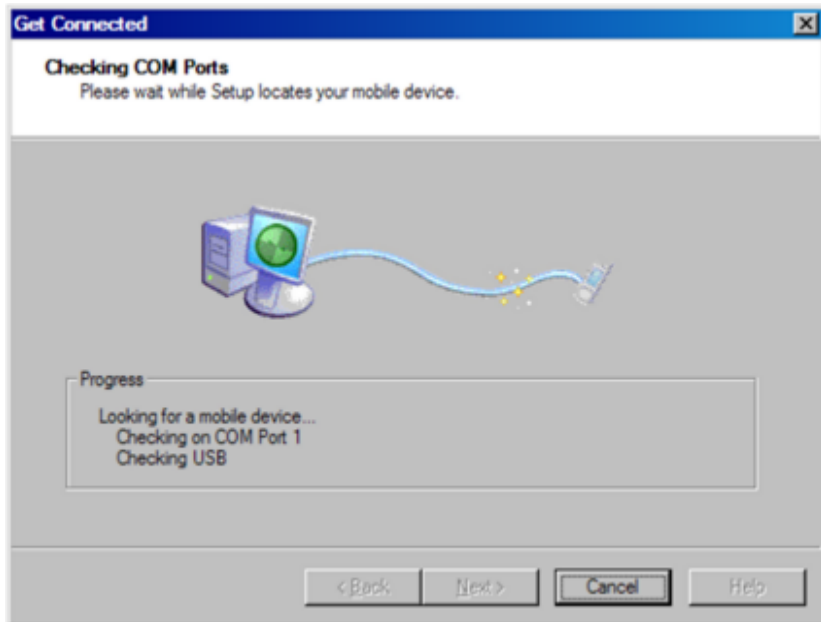 Get Connected
Checking COM Ports
Please wait while Setup locates your mobile device.
Progress
Looking for a mobile device...
Checking on COM Port 1
Checking USB
< Back Next > Cancel Help